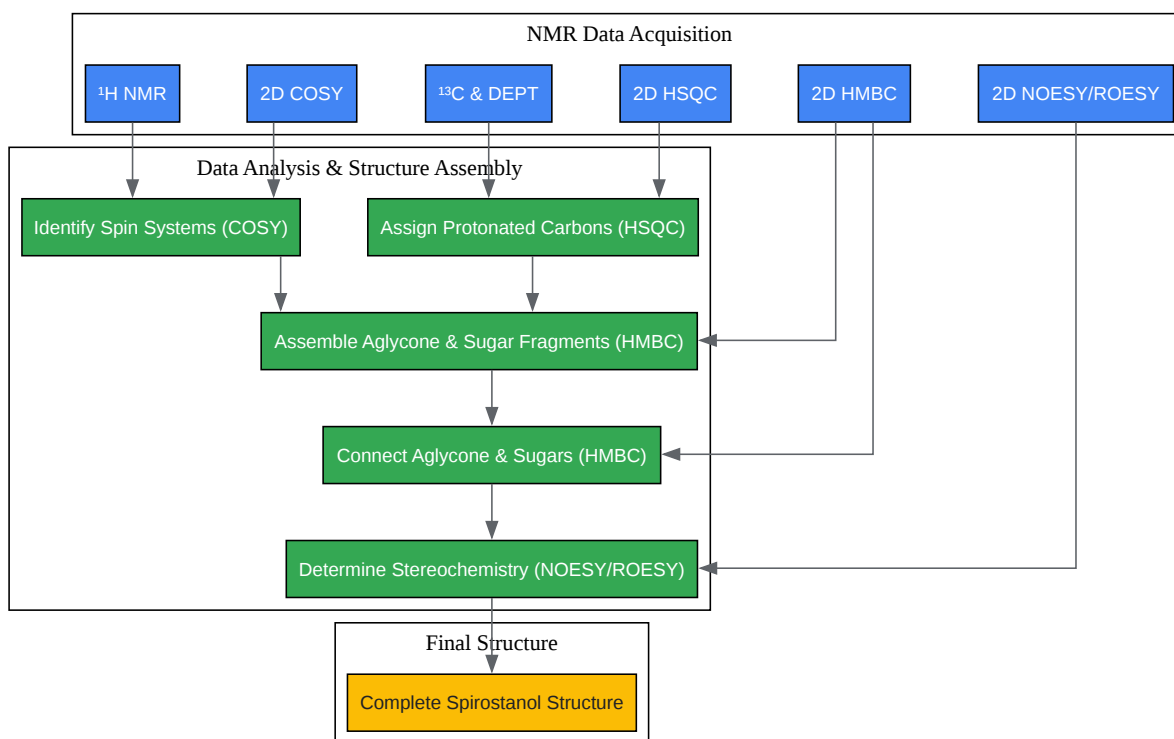 NMR Data Acquisition
¹H NMR
2D COSY
¹³C & DEPT
2D HSQC
2D HMBC
2D NOESY/ROESY
Data Analysis & Structure Assembly
Identify Spin Systems (COSY)
Assign Protonated Carbons (HSQC)
Assemble Aglycone & Sugar Fragments (HMBC)
Connect Aglycone & Sugars (HMBC)
Determine Stereochemistry (NOESY/ROESY)
Final Structure
Complete Spirostanol Structure